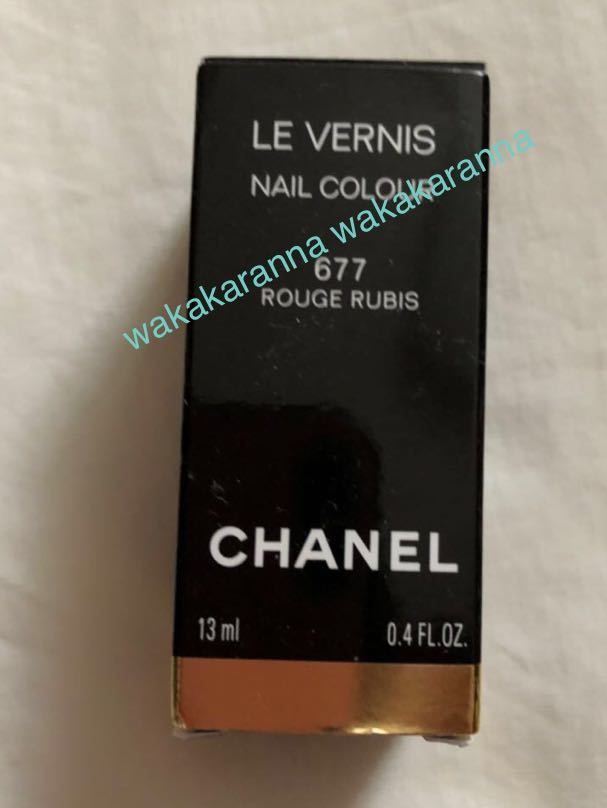 LE VERNIS
NAIL COLOUR
wakakaranna wakakaranna
677
ROUGE RUBIS
CHANEL
13 ml 0.4 FL.OZ.